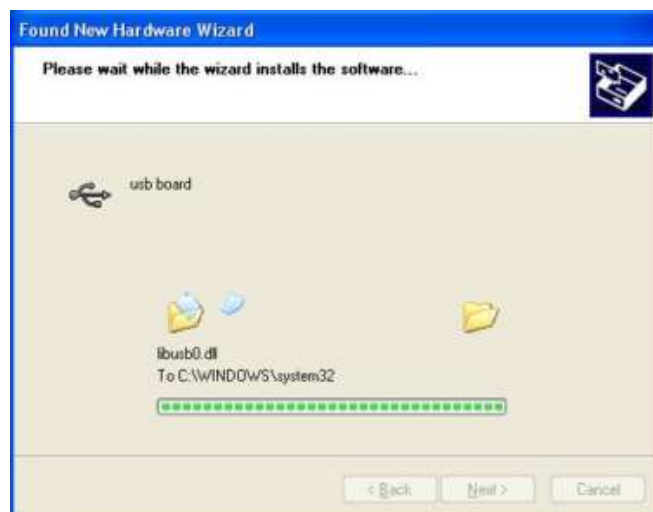 Found New Hardware Wizard
Please wait while the wizard installs the software...
usb board
libusb0.dll
To C:\WINDOWS\system32
< Back
Next >
Cancel